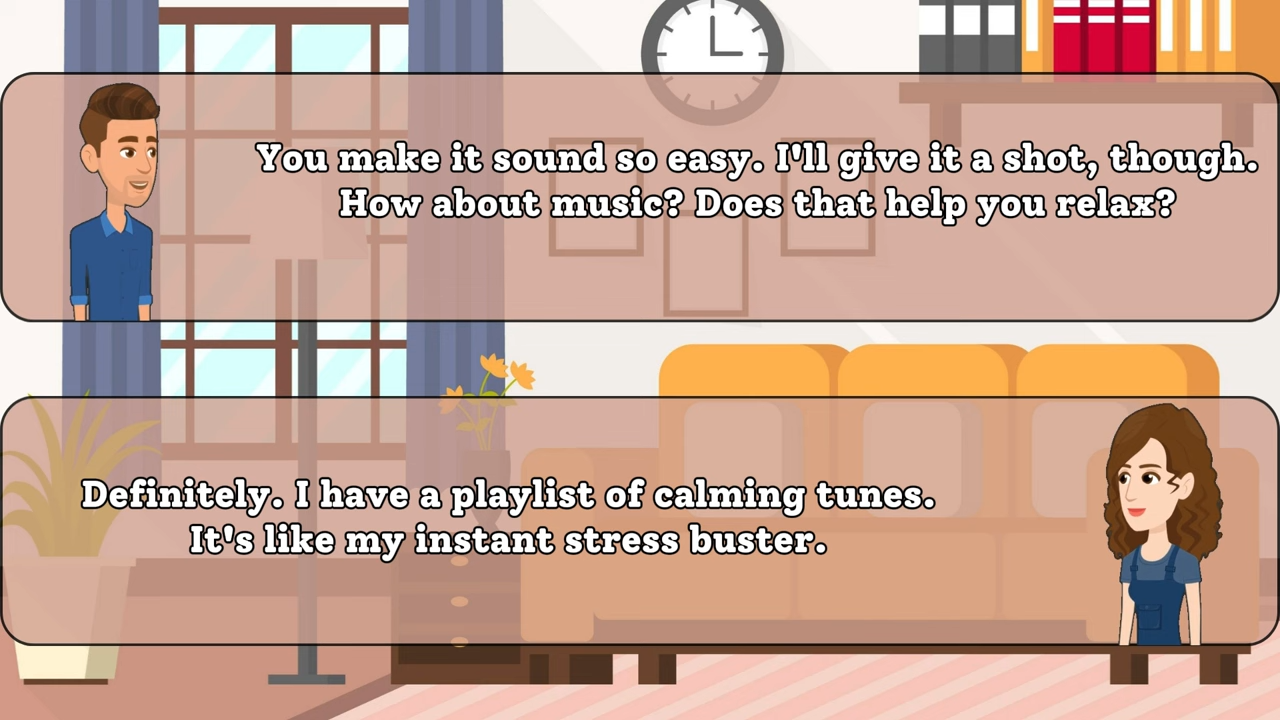 You make it sound so easy. I'll give it a shot, though.
How about music? Does that help you relax?
Definitely. I have a playlist of calming tunes.
It's like my instant stress buster.